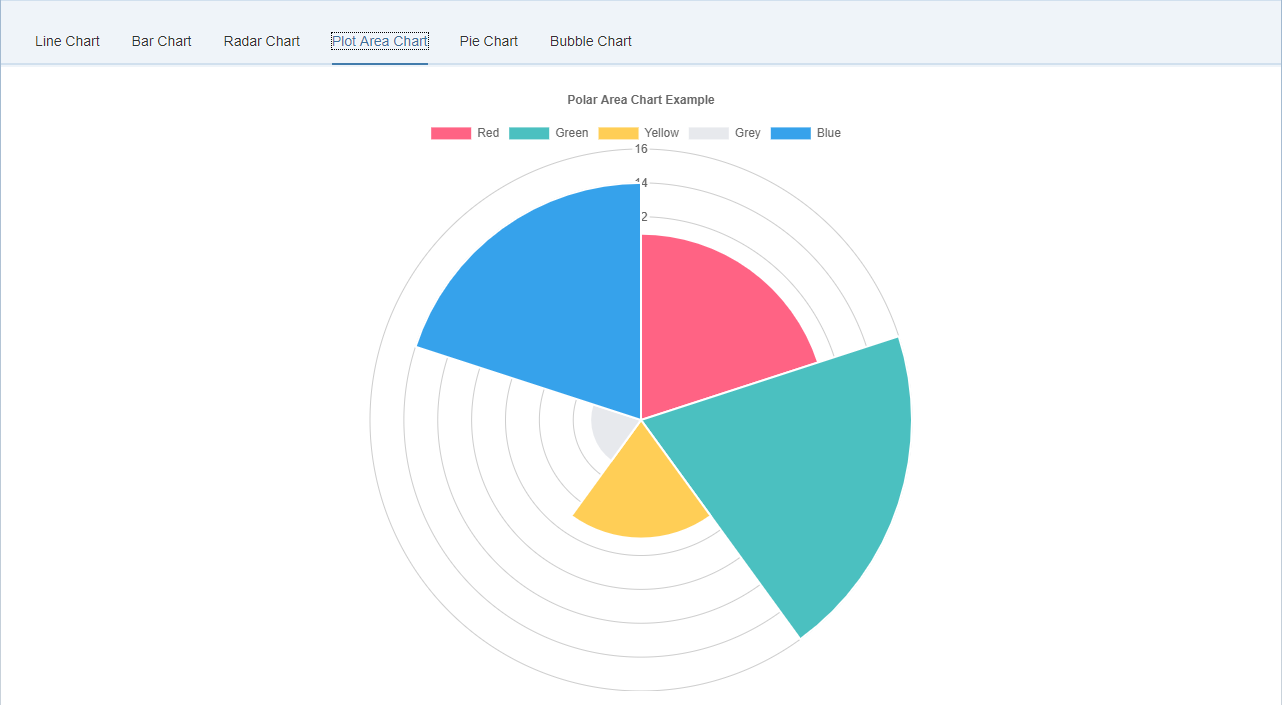 Line Chart Bar Chart Radar Chart Plot Area Chart Pie Chart Bubble Chart
Polar Area Chart Example
Red Green Yellow Grey Blue
16
14
2